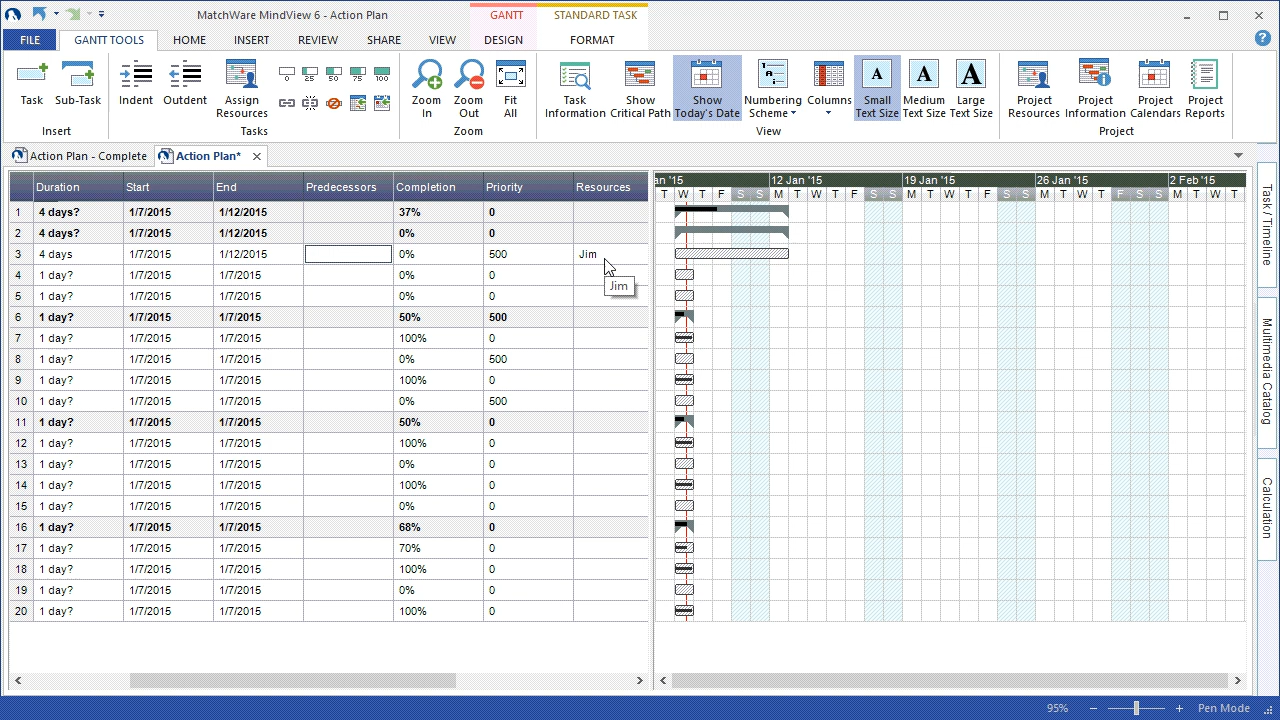 MatchWare MindView 6 - Action Plan
GANTT
STANDARD TASK
FILE GANTT TOOLS HOME INSERT REVIEW SHARE VIEW DESIGN FORMAT
Task
Sub-Task
Insert
Indent
Outdent
Assign
Resources
0 25 50 75 100
Tasks
Zoom
In
Zoom
Out
Fit
All
Zoom
Task
Information
Show
Critical Path
Show
Today's Date
Numbering
Scheme
Columns
A
Small
Text Size
A
Medium
Text Size
A
Large
Text Size
View
Project
Resources
Project
Information
Project
Calendars
Project
Reports
Project
Action Plan - Complete
Action Plan*
Duration Start End Predecessors Completion Priority Resources
1 4 days? 1/7/2015 1/12/2015 37% 0
2 4 days? 1/7/2015 1/12/2015 0% 0
3 4 days 1/7/2015 1/12/2015 0% 500 Jim
Jim
4 1 day? 1/7/2015 1/7/2015 0% 0
5 1 day? 1/7/2015 1/7/2015 0% 0
6 1 day? 1/7/2015 1/7/2015 50% 500
7 1 day? 1/7/2015 1/7/2015 100% 0
8 1 day? 1/7/2015 1/7/2015 0% 500
9 1 day? 1/7/2015 1/7/2015 100% 0
10 1 day? 1/7/2015 1/7/2015 0% 500
11 1 day? 1/7/2015 1/7/2015 50% 0
12 1 day? 1/7/2015 1/7/2015 100% 0
13 1 day? 1/7/2015 1/7/2015 0% 0
14 1 day? 1/7/2015 1/7/2015 100% 0
15 1 day? 1/7/2015 1/7/2015 0% 0
16 1 day? 1/7/2015 1/7/2015 68% 0
17 1 day? 1/7/2015 1/7/2015 70% 0
18 1 day? 1/7/2015 1/7/2015 100% 0
19 1 day? 1/7/2015 1/7/2015 0% 0
20 1 day? 1/7/2015 1/7/2015 100% 0
an '15 12 Jan '15 19 Jan '15 26 Jan '15 2 Feb '15
T W T F S S M T W T F S S M T W T F S S M T W T F S S M T W T
Task / Timeline
Multimedia Catalog
Calculation
95% Pen Mode